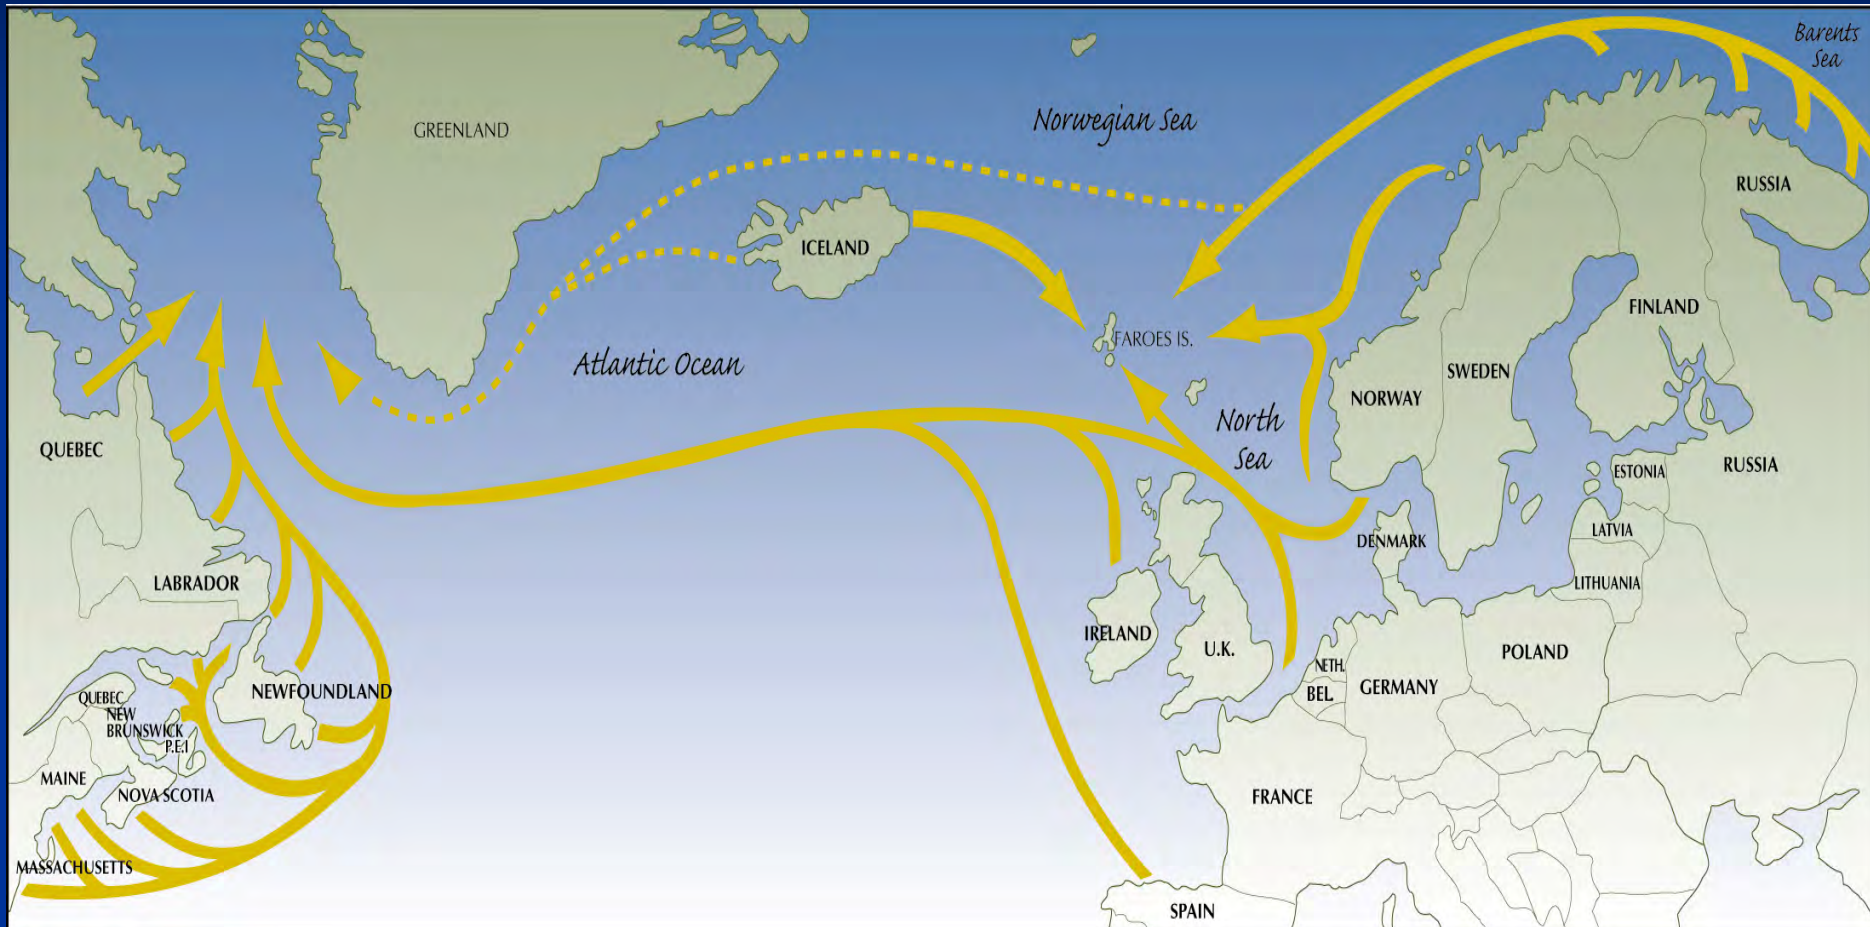 Barents
Sea
Norwegian Sea
GREENLAND
RUSSIA
ICELAND
FINLAND
FAROES IS.
Atlantic Ocean
SWEDEN
NORWAY
North
Sea
QUEBEC
ESTONIA
RUSSIA
LATVIA
DENMARK
LABRADOR
LITHUANIA
IRELAND
U.K.
POLAND
NETH.
BEL.
GERMANY
NEWFOUNDLAND
QUEBEC
NEW
BRUNSWICK
P.E.I
MAINE
NOVA SCOTIA
FRANCE
MASSACHUSETTS
SPAIN